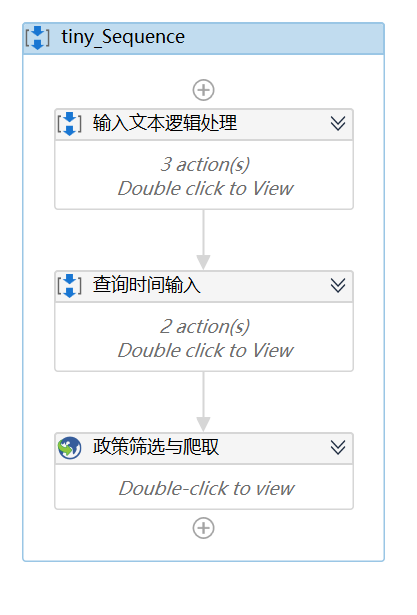 tiny_Sequence
输入文本逻辑处理
3 action(s)
Double click to View
查询时间输入
2 action(s)
Double click to View
政策筛选与爬取
Double-click to view